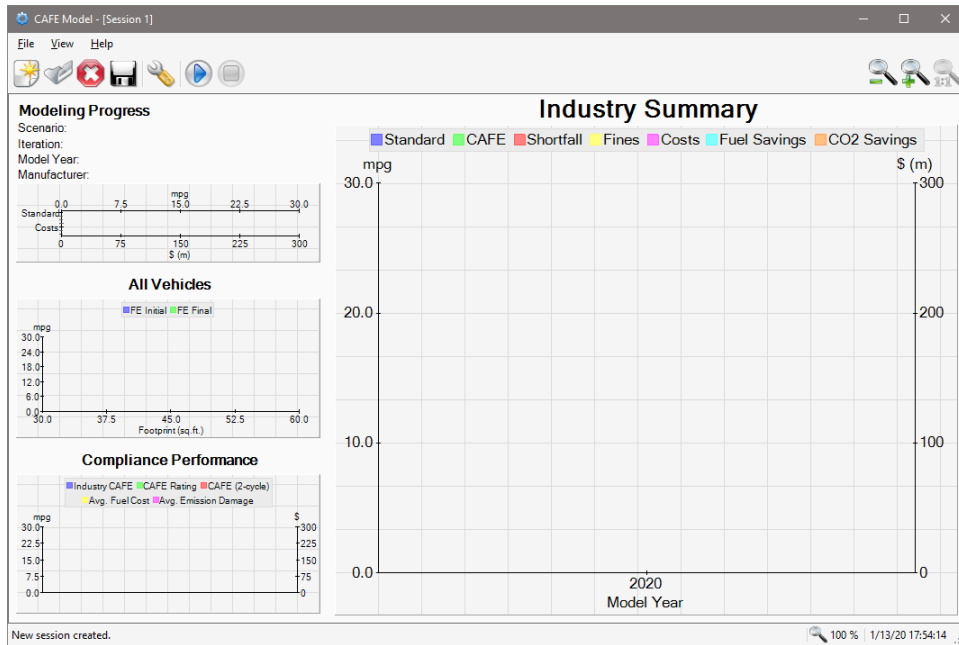 CAFE Model - [Session 1]
File View Help
1:1
Modeling Progress
Scenario:
Iteration:
Model Year:
Manufacturer:
mpg
0.0 7.5 15.0 22.5 30.0
Standard
Costs
0 75 150 225 300
$ (m)
All Vehicles
FE Initial FE Final
mpg
30.0
24.0
18.0
12.0
6.0
0.0
30.0 37.5 45.0 52.5 60.0
Footprint (sq.ft.)
Compliance Performance
Industry CAFE CAFE Rating CAFE (2-cycle)
Avg. Fuel Cost Avg. Emission Damage
mpg $
30.0 300
22.5 225
15.0 150
7.5 75
0.0 0
Industry Summary
Standard CAFE Shortfall Fines Costs Fuel Savings CO2 Savings
mpg $ (m)
30.0 300
20.0 200
10.0 100
0.0 0
2020
Model Year
New session created.
100 % 1/13/20 17:54:14